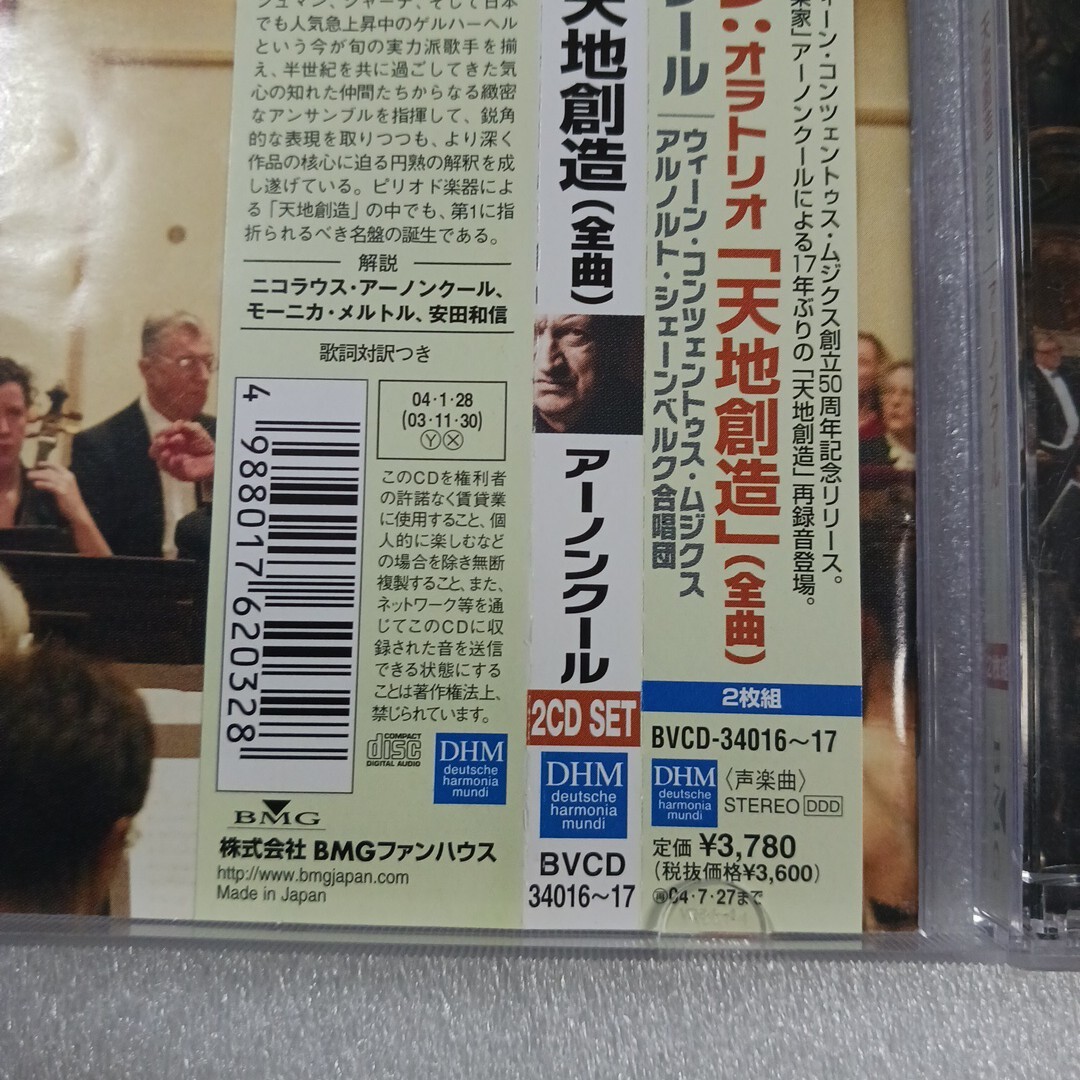 でも人気急上昇中のゲルハーヘル
という今が旬の実力派歌手を揃
え、半世紀を共に過ごしてきた気
心の知れた仲間たちからなる緻密
なアンサンブルを指揮して、鋭角
的な表現を取りつつも、より深く
作品の核心に迫る円熟の解釈を成
し遂げている。ピリオド楽器によ
る「天地創造」の中でも、第1に指
折られるべき名盤の誕生である。
解説
ニコラウス・アーノンクール、
モーニカ・メルトル、安田和信
歌詞対訳つき
4 988017 620328
04・1・28
(03・11・30)
Ⓨ Ⓧ
このCDを権利者
の許諾なく賃貸業
に使用すること、個
人的に楽しむなど
の場合を除き無断
複製すること、また、
ネットワーク等を通
じてこのCDに収
録された音を送信
できる状態にする
ことは著作権法上、
禁じられています。
COMPACT
disc
DIGITAL AUDIO
DHM
deutsche
harmonia
mundi
BMG
株式会社 BMGファンハウス
http://www.bmgjapan.com
Made in Japan
天地創造(全曲)
アーノンクール
2CD SET
DHM
deutsche
harmonia
mundi
BVCD
34016〜17
ィーン・コンツェントゥス・ムジクス創立50周年記念リリース。
楽家」アーノンクールによる17年ぶりの「天地創造」再録音登場。
:オラトリオ「天地創造」(全曲)
ール
ウィーン・コンツェントゥス・ムジクス
アルノルト・シェーンベルク合唱団
2枚組
BVCD-34016〜17
DHM
deutsche
harmonia
mundi
〈声楽曲〉
STEREO DDD
定価 ¥3,780
(税抜価格¥3,600)
㊐04・7・27まで